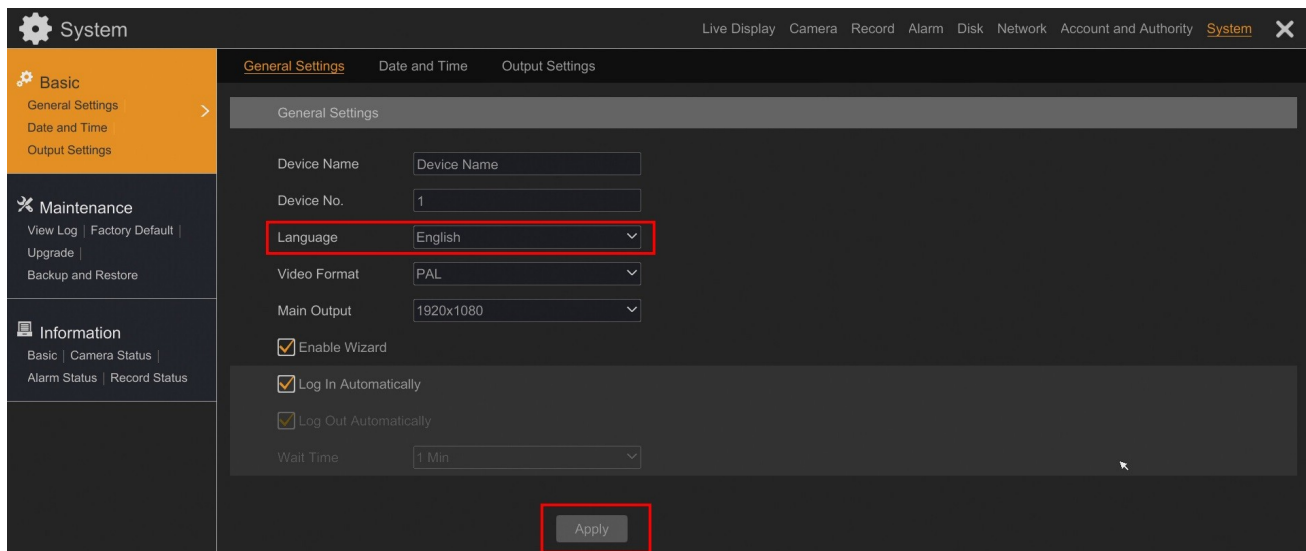 System
Live Display Camera Record Alarm Disk Network Account and Authority System
Basic
General Settings |
Date and Time |
Output Settings
Maintenance
View Log | Factory Default |
Upgrade |
Backup and Restore
Information
Basic | Camera Status |
Alarm Status | Record Status
General Settings Date and Time Output Settings
General Settings
Device Name Device Name
Device No. 1
Language English
Video Format PAL
Main Output 1920x1080
Enable Wizard
Log In Automatically
Log Out Automatically
Wait Time 1 Min
Apply